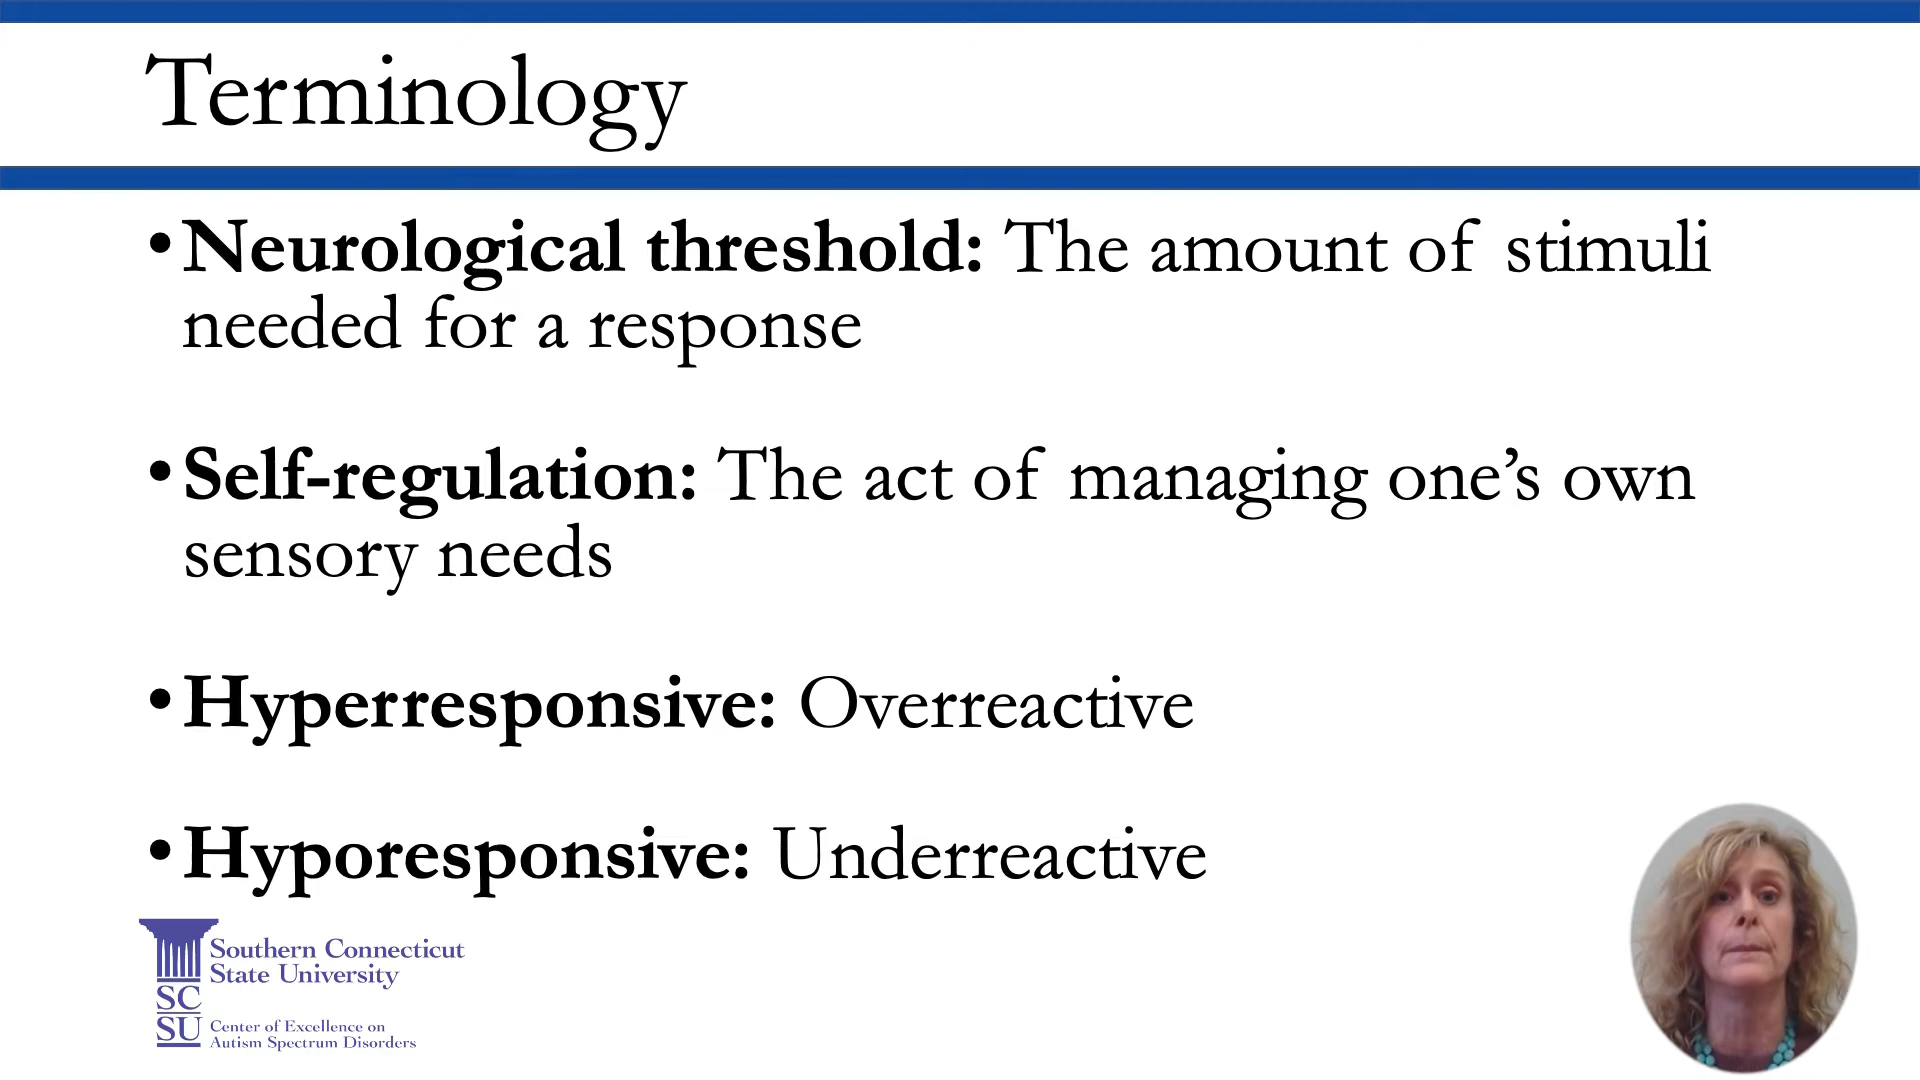 Terminology
•Neurological threshold: The amount of stimuli
needed for a response
•Self-regulation: The act of managing one’s own
sensory needs
•Hyperresponsive: Overreactive
•Hyporesponsive: Underreactive
Southern Connecticut
State University
SC
SU
Center of Excellence on
Autism Spectrum Disorders